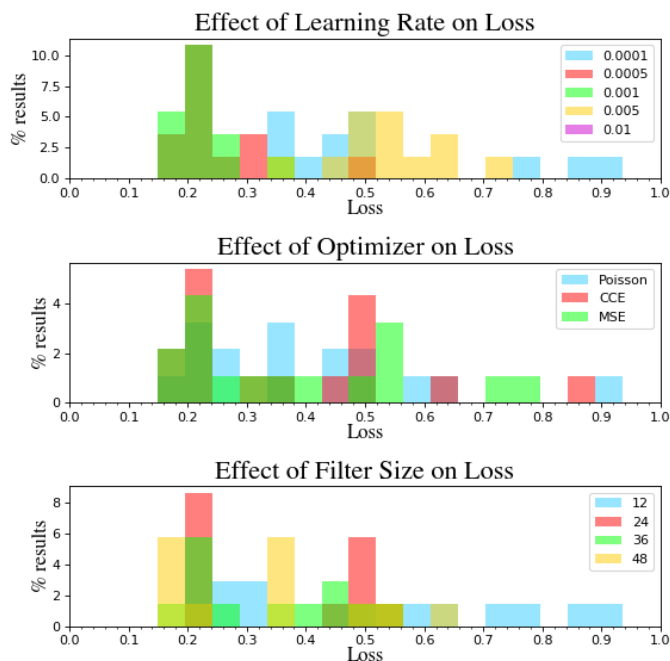 Effect of Learning Rate on Loss
% results
10.0
7.5
5.0
2.5
0.0
0.0001
0.0005
0.001
0.005
0.01
0.0 0.1 0.2 0.3 0.4 0.5 0.6 0.7 0.8 0.9 1.0
Loss
Effect of Optimizer on Loss
% results
4
2
0
Poisson
CCE
MSE
0.0 0.1 0.2 0.3 0.4 0.5 0.6 0.7 0.8 0.9 1.0
Loss
Effect of Filter Size on Loss
% results
8
6
4
2
0
12
24
36
48
0.0 0.1 0.2 0.3 0.4 0.5 0.6 0.7 0.8 0.9 1.0
Loss